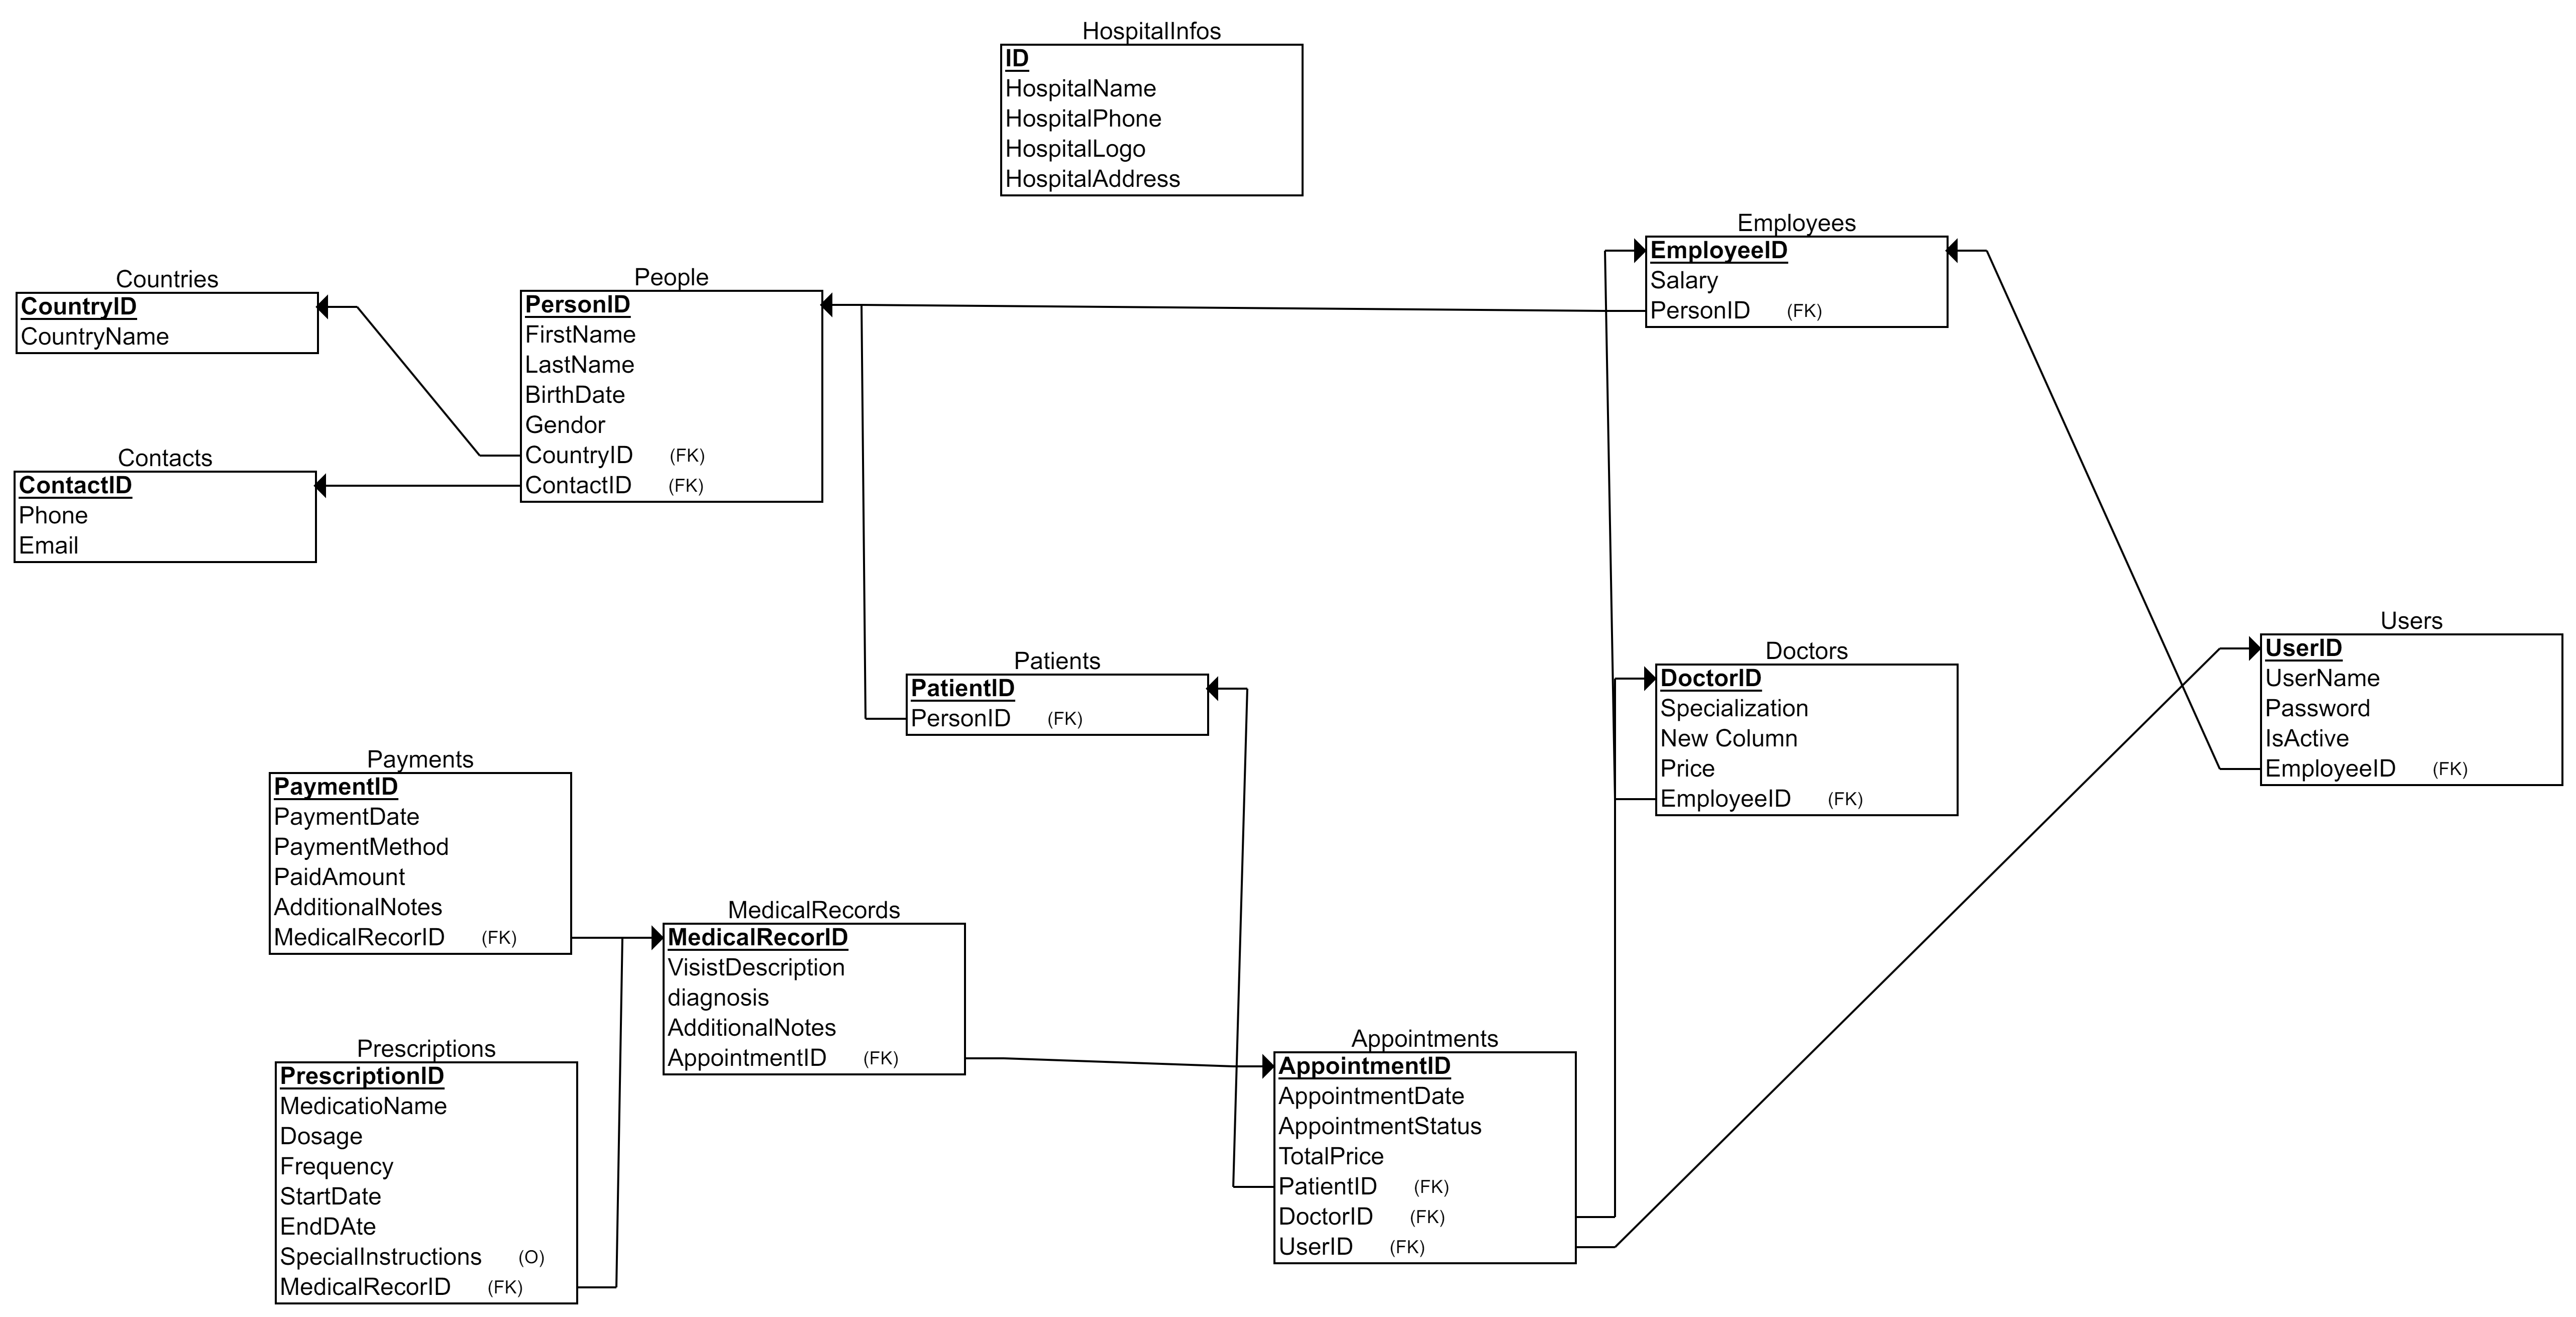 HospitalInfos
ID
HospitalName
HospitalPhone
HospitalLogo
HospitalAddress
Employees
EmployeeID
Salary
PersonID (FK)
Countries
CountryID
CountryName
People
PersonID
FirstName
LastName
BirthDate
Gendor
CountryID (FK)
ContactID (FK)
Contacts
ContactID
Phone
Email
Users
UserID
UserName
Password
IsActive
EmployeeID (FK)
Doctors
DoctorID
Specialization
New Column
Price
EmployeeID (FK)
Patients
PatientID
PersonID (FK)
Payments
PaymentID
PaymentDate
PaymentMethod
PaidAmount
AdditionalNotes
MedicalRecorID (FK)
MedicalRecords
MedicalRecorID
VisistDescription
diagnosis
AdditionalNotes
AppointmentID (FK)
Appointments
AppointmentID
AppointmentDate
AppointmentStatus
TotalPrice
PatientID (FK)
DoctorID (FK)
UserID (FK)
Prescriptions
PrescriptionID
MedicatioName
Dosage
Frequency
StartDate
EndDAte
SpecialInstructions (O)
MedicalRecorID (FK)